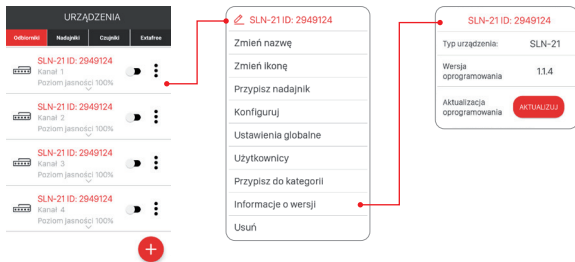 URZĄDZENIA
Odbiorniki Nadajniki Czujniki Extafree
SLN-21 ID: 2949124
Kanał 1
Poziom jasności 100%
SLN-21 ID: 2949124
Kanał 2
Poziom jasności 100%
SLN-21 ID: 2949124
Kanał 3
Poziom jasności 100%
SLN-21 ID: 2949124
Kanał 4
Poziom jasności 100%
+
SLN-21 ID: 2949124
Zmień nazwę
Zmień ikonę
Przypisz nadajnik
Konfiguruj
Ustawienia globalne
Użytkownicy
Przypisz do kategorii
Informacje o wersji
Usuń
SLN-21 ID: 2949124
Typ urządzenia: SLN-21
Wersja
oprogramowania 1.1.4
Aktualizacja
oprogramowania AKTUALIZUJ